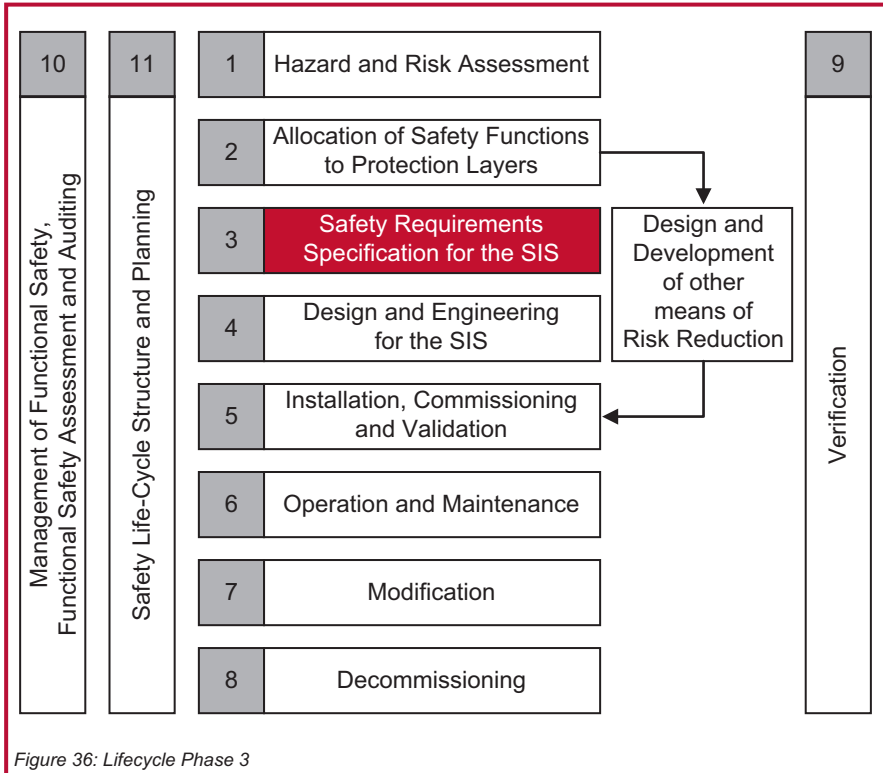 10
Management of Functional Safety,
Functional Safety Assessment and Auditing
11
Safety Life-Cycle Structure and Planning
1
Hazard and Risk Assessment
2
Allocation of Safety Functions
to Protection Layers
3
Safety Requirements
Specification for the SIS
4
Design and Engineering
for the SIS
5
Installation, Commissioning
and Validation
6
Operation and Maintenance
7
Modification
8
Decommissioning
Design and
Development
of other
means of
Risk Reduction
9
Verification
Figure 36: Lifecycle Phase 3